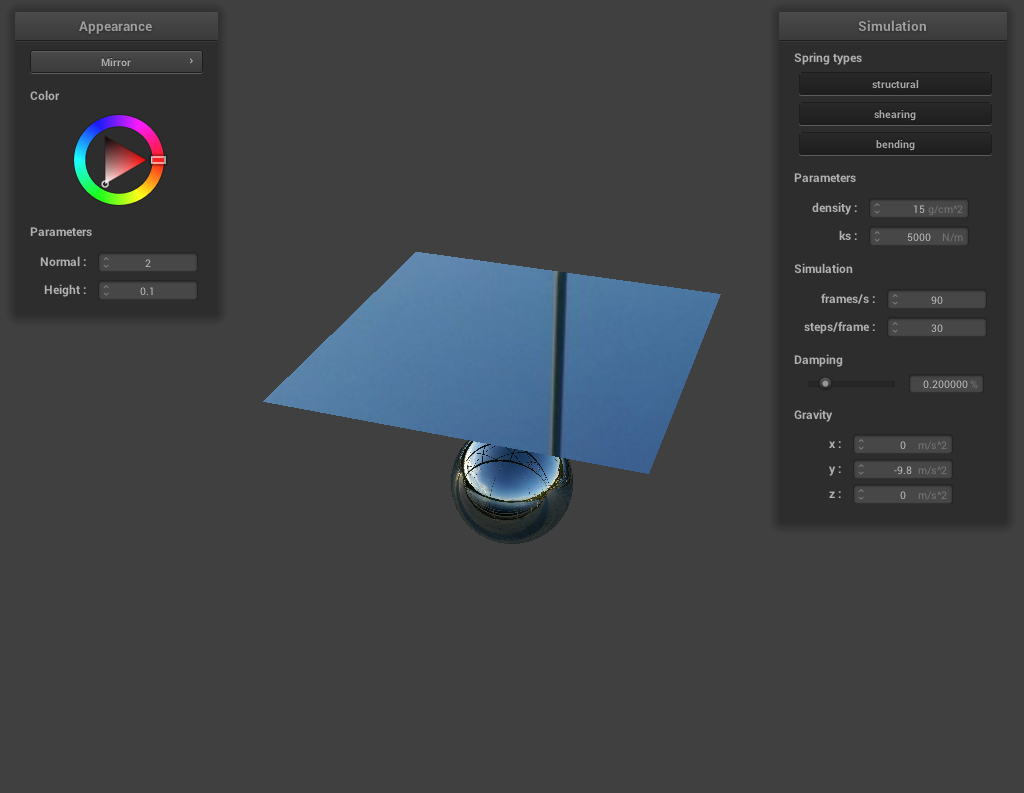 Appearance
Mirror
Color
Parameters
Normal : 2
Height : 0.1
Simulation
Spring types
structural
shearing
bending
Parameters
density : 15 g/cm^2
ks : 5000 N/m
Simulation
frames/s : 90
steps/frame : 30
Damping
0.200000 %
Gravity
x : 0 m/s^2
y : -9.8 m/s^2
z : 0 m/s^2